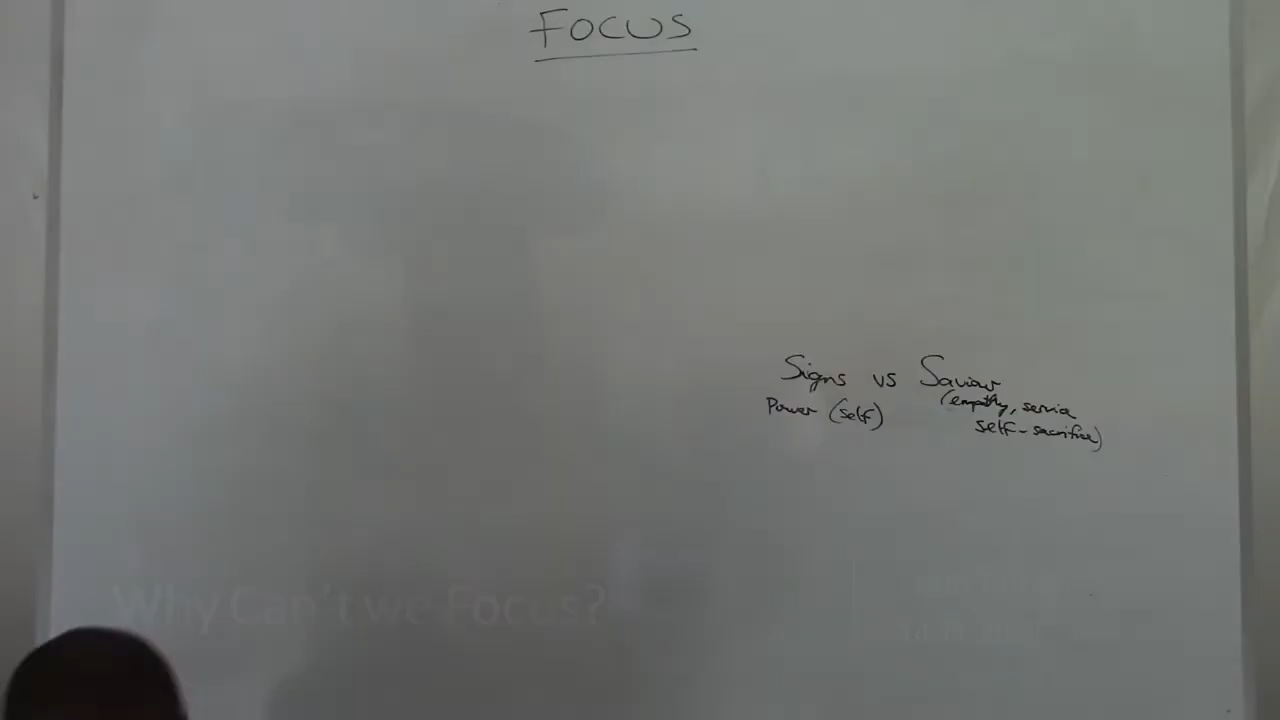 FOCUS
Signs vs Saviour
Power (self) (empathy, service
self-sacrifice)
Why Can't we Focus?